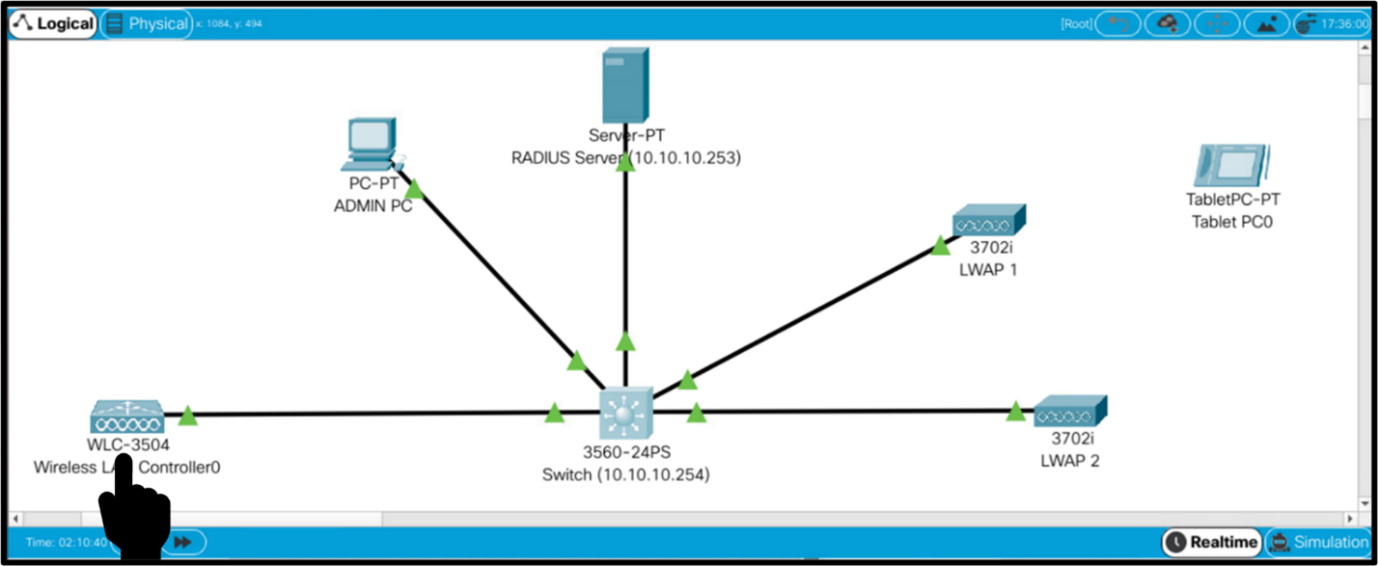 Logical Physical x: 1084, y: 494 [Root] 17:36:00
Server-PT
RADIUS Server (10.10.10.253)
PC-PT
ADMIN PC
TabletPC-PT
Tablet PC0
3702i
LWAP 1
WLC-3504
Wireless LAN Controller0
3560-24PS
Switch (10.10.10.254)
3702i
LWAP 2
Time: 02:10:40 Realtime Simulation